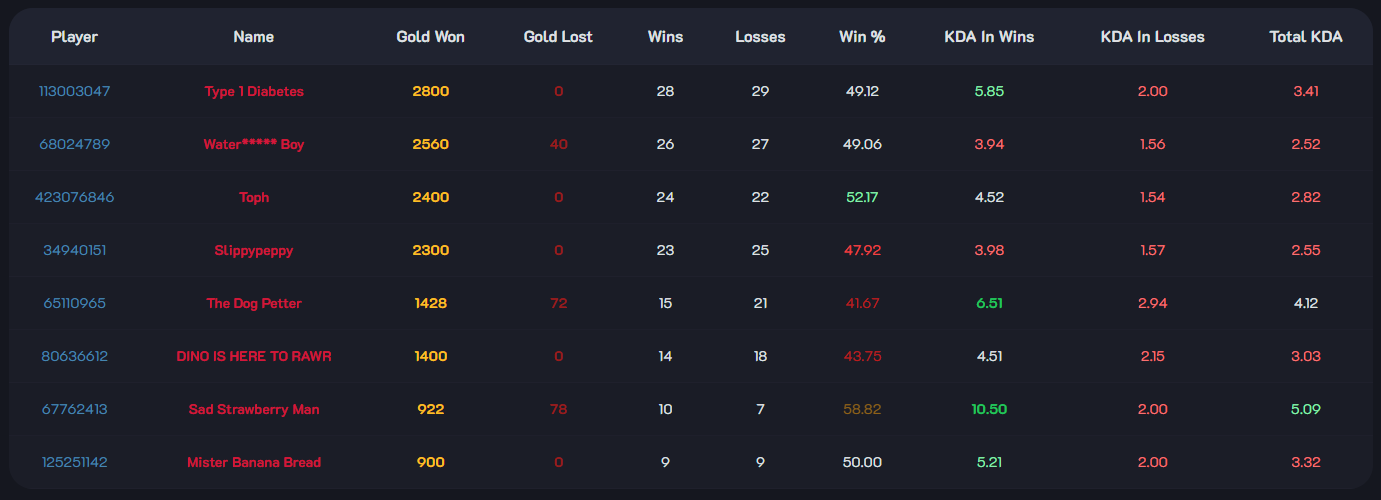 Player Name Gold Won Gold Lost Wins Losses Win % KDA In Wins KDA In Losses Total KDA
113003047 Type 1 Diabetes 2800 0 28 29 49.12 5.85 2.00 3.41
68024789 Water***** Boy 2560 40 26 27 49.06 3.94 1.56 2.52
423076846 Toph 2400 0 24 22 52.17 4.52 1.54 2.82
34940151 Slippypeppy 2300 0 23 25 47.92 3.98 1.57 2.55
65110965 The Dog Petter 1428 72 15 21 41.67 6.51 2.94 4.12
80636612 DINO IS HERE TO RAWR 1400 0 14 18 43.75 4.51 2.15 3.03
67762413 Sad Strawberry Man 922 78 10 7 58.82 10.50 2.00 5.09
125251142 Mister Banana Bread 900 0 9 9 50.00 5.21 2.00 3.32